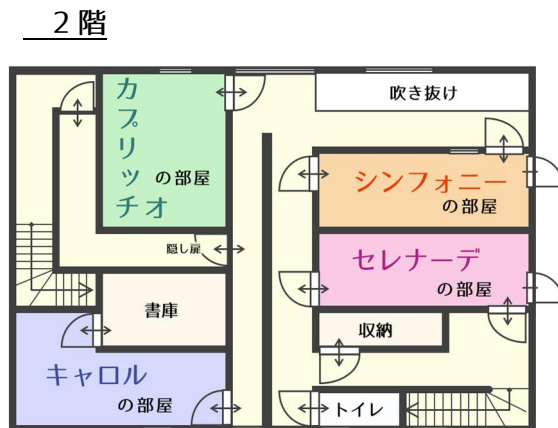 2階
カプリッチオ
の部屋
吹き抜け
シンフォニー
の部屋
隠し扉
セレナーデ
の部屋
書庫
収納
キャロル
の部屋
トイレ